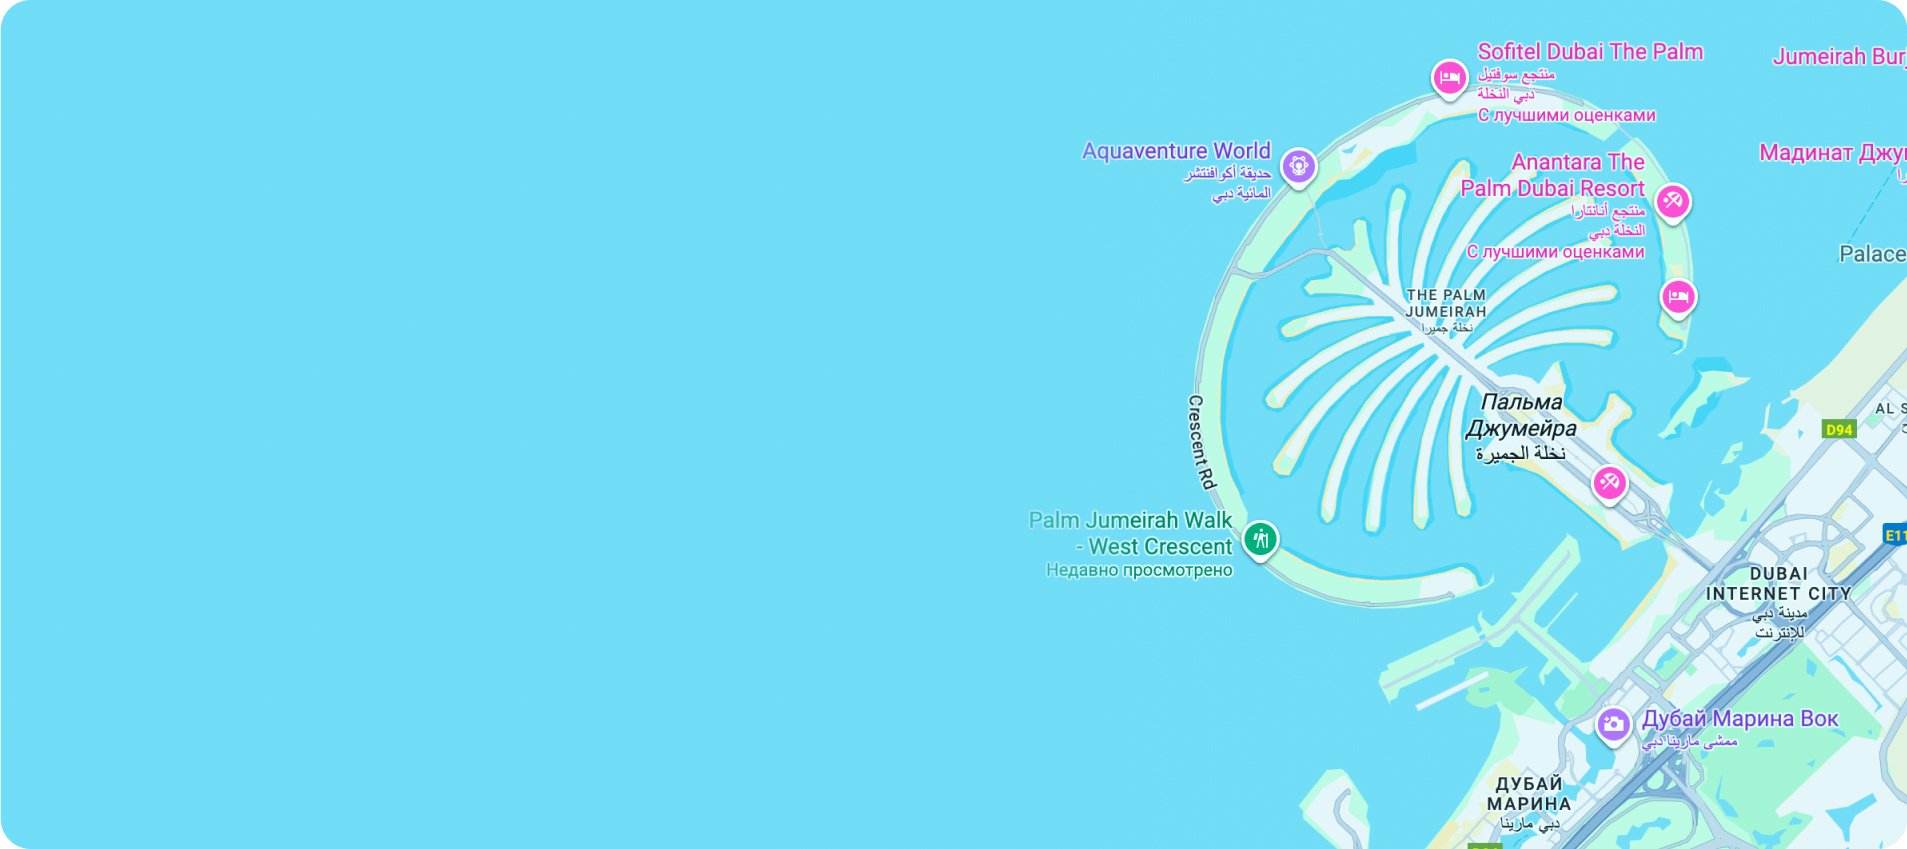 Sofitel Dubai The Palm
منتجع سوفتيل
دبي النخلة
С лучшими оценками
Jumeirah Burj
Aquaventure World
حديقة أكوافنتشر
المائية دبي
Anantara The
Palm Dubai Resort
منتجع أنانتارا
النخلة دبي
С лучшими оценками
Мадинат Джу
Palace
THE PALM
JUMEIRAH
نخلة جميرا
Пальма
Джумейра
نخلة الجميرة
Crescent Rd
AL S
D94
Palm Jumeirah Walk
- West Crescent
Недавно просмотрено
E11
DUBAI
INTERNET CITY
مدينة دبي
للإنترنت
Дубай Марина Вок
ممشى مارينا دبي
ДУБАЙ
МАРИНА
دبي مارينا